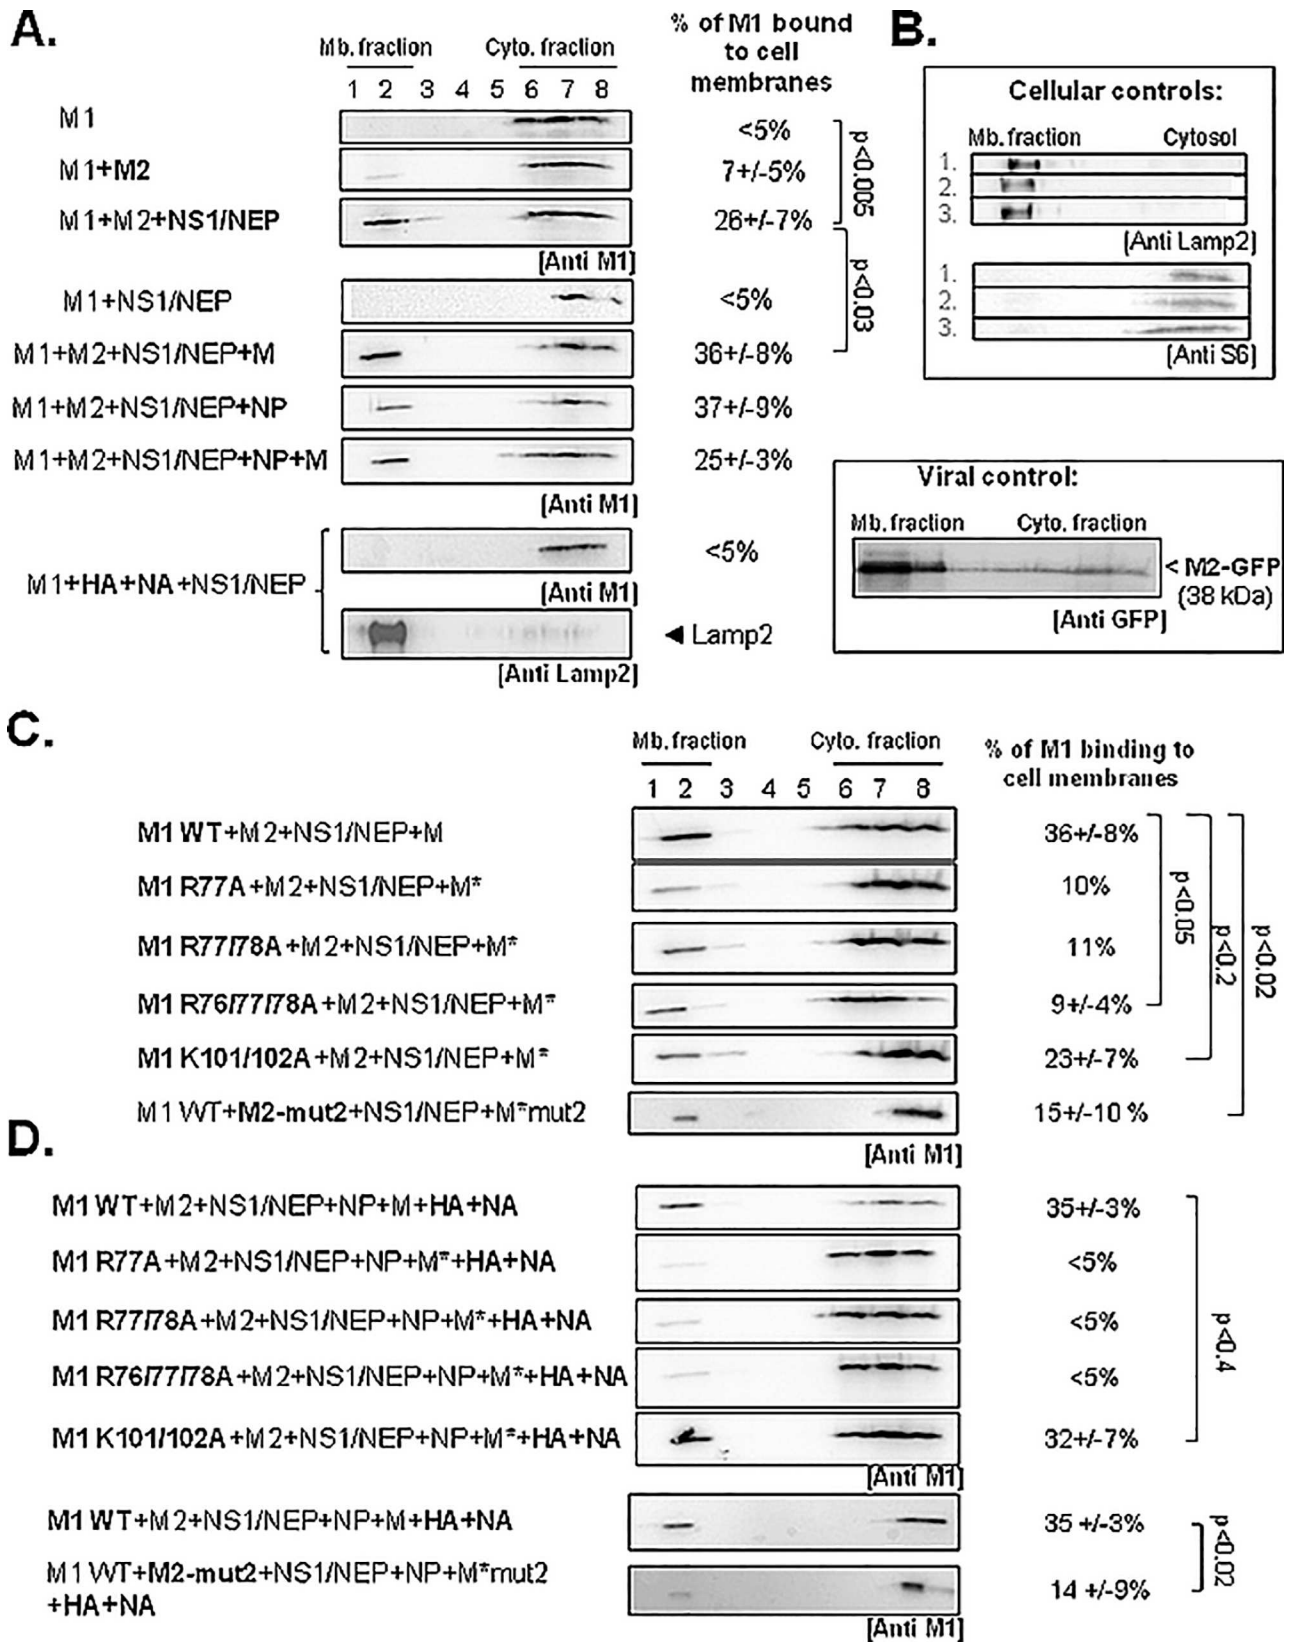 A.
Mb. fraction Cyto. fraction
1 2 3 4 5 6 7 8
% of M1 bound
to cell
membranes
M1 <5%
M1+M2 7+/-5%
M1+M2+NS1/NEP 26+/-7%
p<0.005
[Anti M1]
M1+NS1/NEP <5%
M1+M2+NS1/NEP+M 36+/-8%
p<0.03
M1+M2+NS1/NEP+NP 37+/-9%
M1+M2+NS1/NEP+NP+M 25+/-3%
[Anti M1]
M1+HA+NA+NS1/NEP <5%
[Anti M1]
◄ Lamp2
[Anti Lamp2]
B.
Cellular controls:
Mb. fraction Cytosol
1.
2.
3.
[Anti Lamp2]
1.
2.
3.
[Anti S6]
Viral control:
Mb. fraction Cyto. fraction
< M2-GFP
(38 kDa)
[Anti GFP]
C.
Mb. fraction Cyto. fraction
1 2 3 4 5 6 7 8
% of M1 binding to
cell membranes
M1 WT+M2+NS1/NEP+M 36+/-8%
M1 R77A+M2+NS1/NEP+M* 10%
M1 R77/78A+M2+NS1/NEP+M* 11%
M1 R76/77/78A+M2+NS1/NEP+M* 9+/-4%
M1 K101/102A+M2+NS1/NEP+M* 23+/-7%
M1 WT+M2-mut2+NS1/NEP+M*mut2 15+/-10 %
p<0.05
p<0.2
p<0.02
[Anti M1]
D.
M1 WT+M2+NS1/NEP+NP+M+HA+NA 35+/-3%
M1 R77A+M2+NS1/NEP+NP+M*+HA+NA <5%
M1 R77/78A+M2+NS1/NEP+NP+M*+HA+NA <5%
M1 R76/77/78A+M2+NS1/NEP+NP+M*+HA+NA <5%
M1 K101/102A+M2+NS1/NEP+NP+M*+HA+NA 32+/-7%
p<0.4
[Anti M1]
M1 WT+M2+NS1/NEP+NP+M+HA+NA 35 +/-3%
M1 WT+M2-mut2+NS1/NEP+NP+M*mut2
+HA+NA 14 +/-9%
p<0.02
[Anti M1]